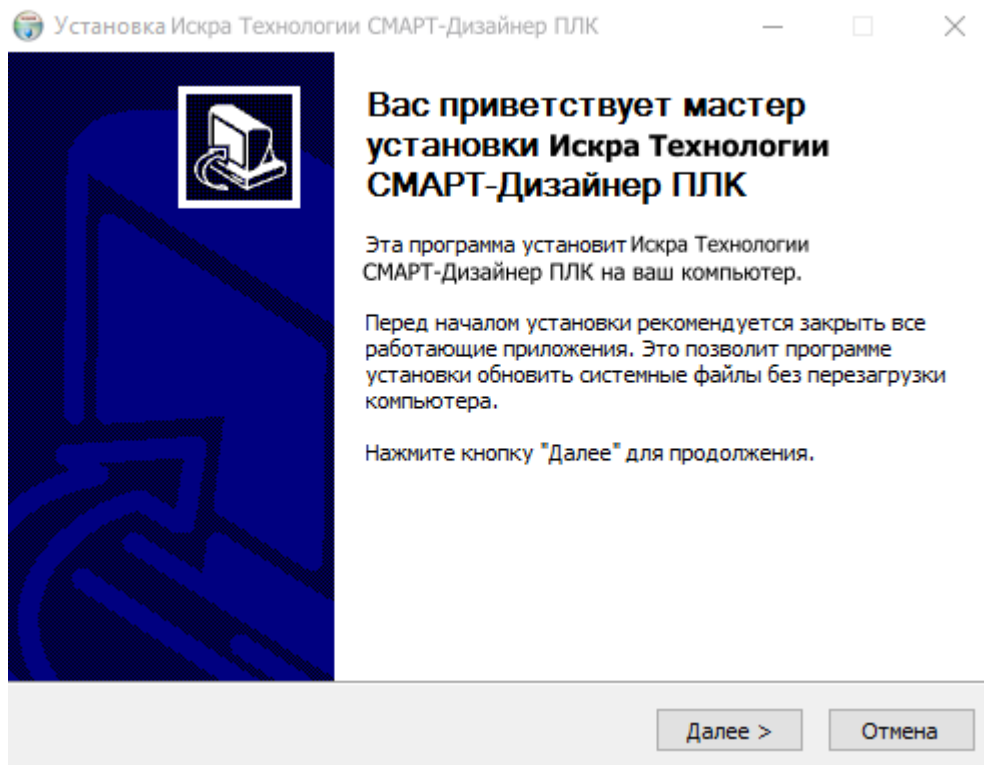 Установка Искра Технологии СМАРТ-Дизайнер ПЛК
Вас приветствует мастер
установки Искра Технологии
СМАРТ-Дизайнер ПЛК
Эта программа установит Искра Технологии
СМАРТ-Дизайнер ПЛК на ваш компьютер.
Перед началом установки рекомендуется закрыть все
работающие приложения. Это позволит программе
установки обновить системные файлы без перезагрузки
компьютера.
Нажмите кнопку "Далее" для продолжения.
Далее >
Отмена